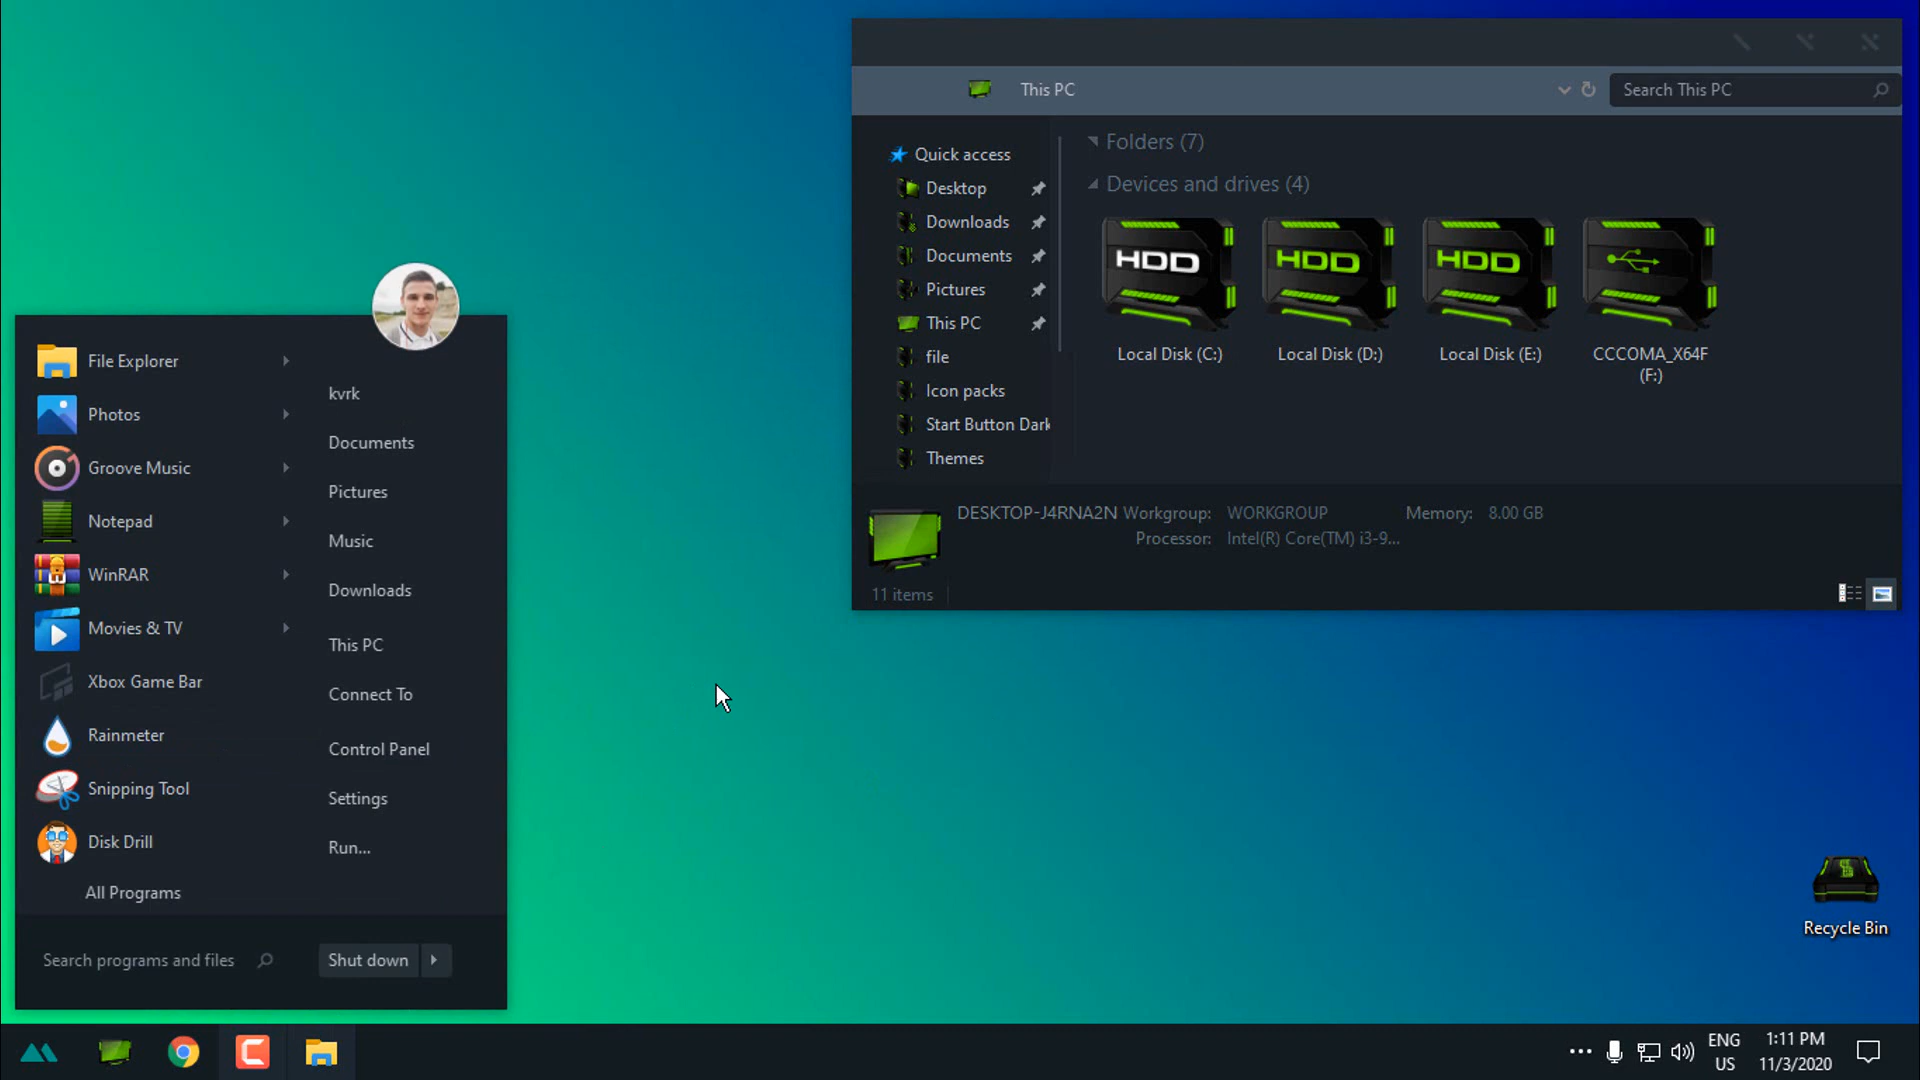 This PC
Search This PC
Quick access
Desktop
Downloads
Documents
Pictures
This PC
file
Icon packs
Start Button Dark
Themes
Folders (7)
Devices and drives (4)
HDD
HDD
HDD
Local Disk (C:)
Local Disk (D:)
Local Disk (E:)
CCCOMA_X64F
(F:)
DESKTOP-J4RNA2N Workgroup: WORKGROUP Memory: 8.00 GB
Processor: Intel(R) Core(TM) i3-9...
11 items
File Explorer
Photos
Groove Music
Notepad
WinRAR
Movies & TV
Xbox Game Bar
Rainmeter
Snipping Tool
Disk Drill
All Programs
Search programs and files
kvrk
Documents
Pictures
Music
Downloads
This PC
Connect To
Control Panel
Settings
Run...
Shut down
Recycle Bin
ENG
US
1:11 PM
11/3/2020